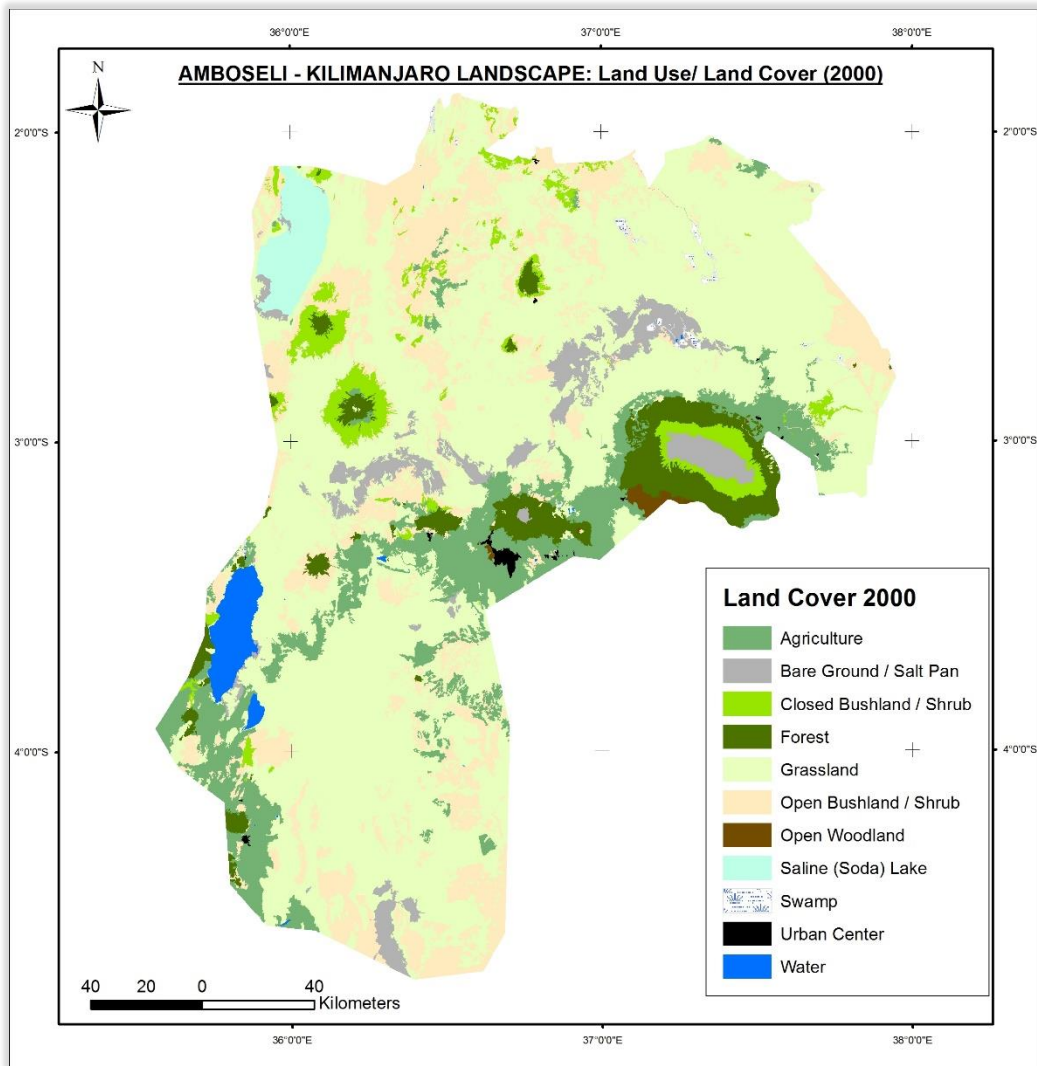 36°0'0"E 37°0'0"E 38°0'0"E
AMBOSELI - KILIMANJARO LANDSCAPE: Land Use/ Land Cover (2000)
N
2°0'0"S 2°0'0"S
3°0'0"S 3°0'0"S
4°0'0"S 4°0'0"S
Land Cover 2000
Agriculture
Bare Ground / Salt Pan
Closed Bushland / Shrub
Forest
Grassland
Open Bushland / Shrub
Open Woodland
Saline (Soda) Lake
Swamp
Urban Center
Water
40 20 0 40
Kilometers
36°0'0"E 37°0'0"E 38°0'0"E